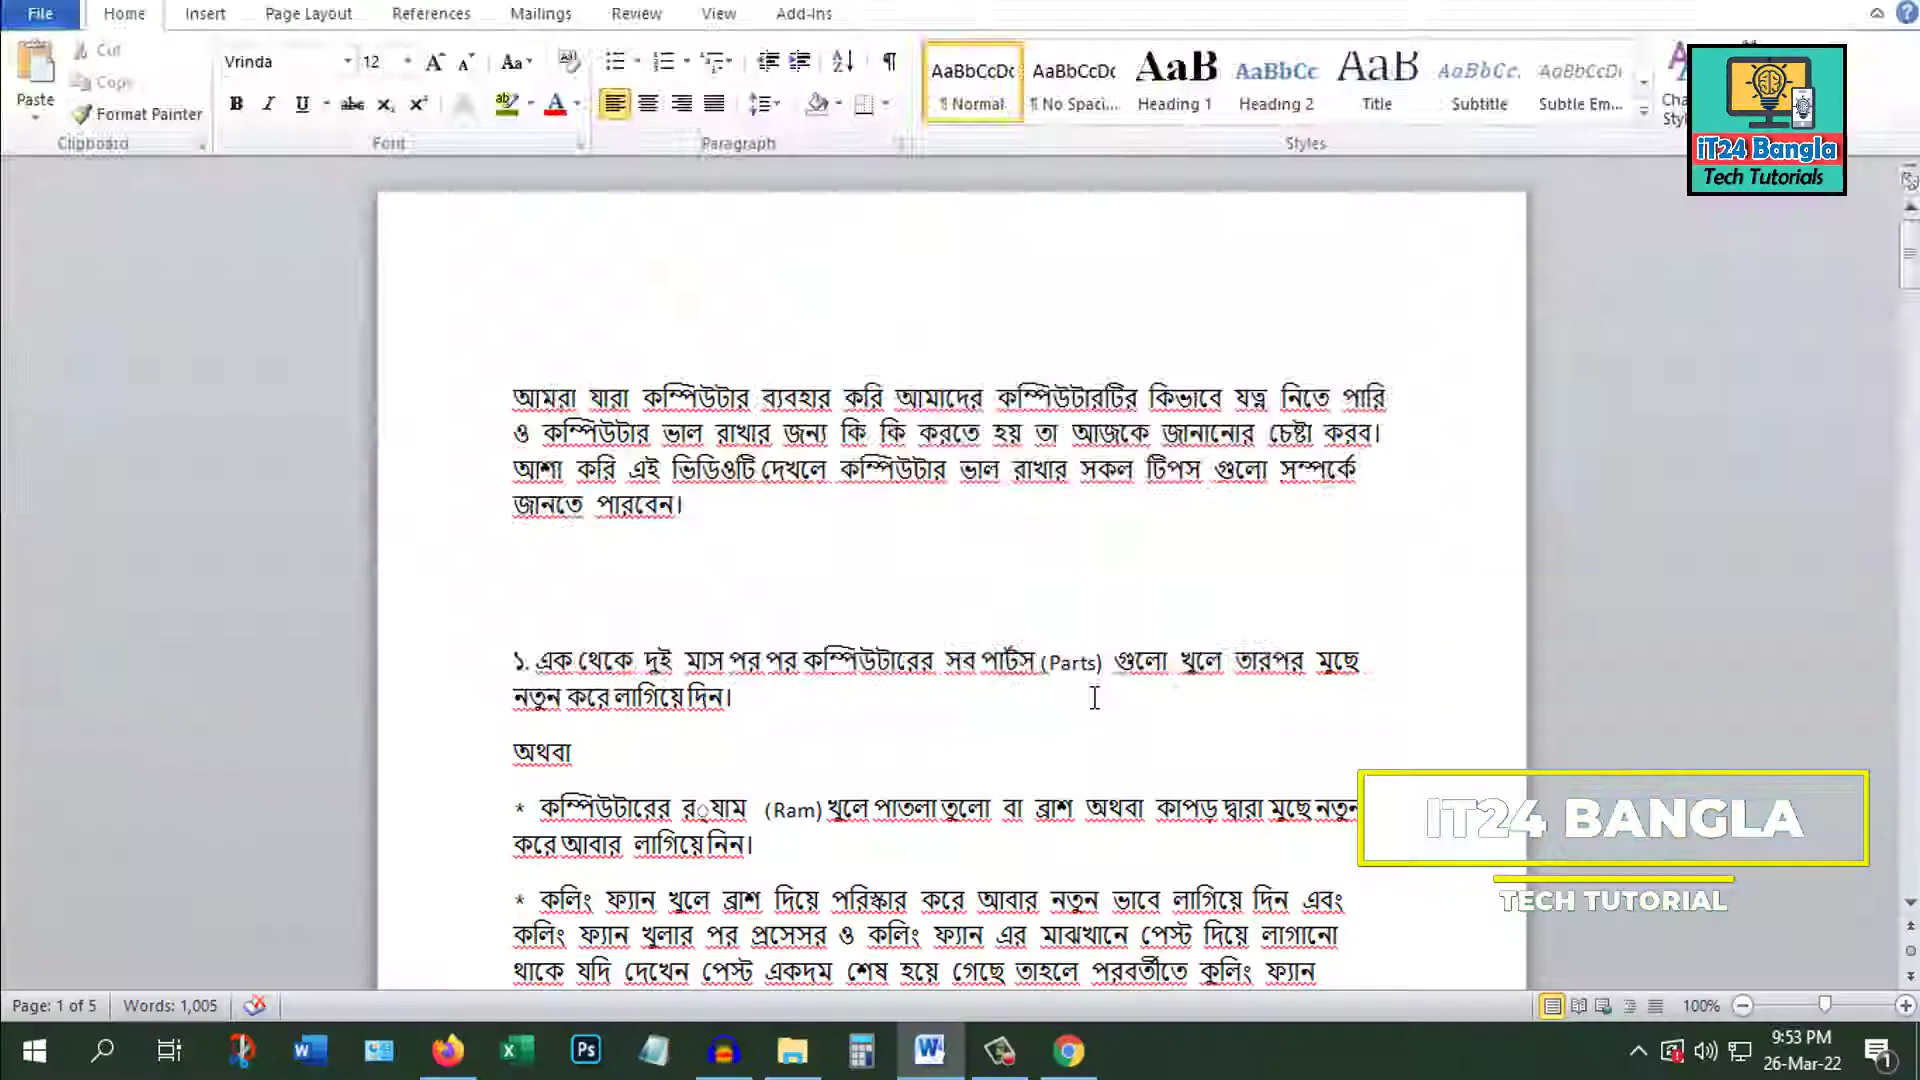 File Home Insert Page Layout References Mailings Review View Add-Ins
Cut
Copy
Format Painter
Paste
Clipboard
Vrinda 12
Font
Paragraph
AaBbCcDc AaBbCcDc AaB AaBbCc AaB AaBbCc. AaBbCcDi
¶ Normal ¶ No Spaci... Heading 1 Heading 2 Title Subtitle Subtle Em...
Styles
iT24 Bangla
Tech Tutorials
আমরা যারা কম্পিউটার ব্যবহার করি আমাদের কম্পিউটারটির কিভাবে যত্ন নিতে পারি
ও কম্পিউটার ভাল রাখার জন্য কি কি করতে হয় তা আজকে জানানোর চেষ্টা করব।
আশা করি এই ভিডিওটি দেখলে কম্পিউটার ভাল রাখার সকল টিপস গুলো সম্পর্কে
জানতে পারবেন।
১. এক থেকে দুই মাস পর পর কম্পিউটারের সব পার্টস (Parts) গুলো খুলে তারপর মুছে
নতুন করে লাগিয়ে দিন।
অথবা
* কম্পিউটারের র‍্যাম (Ram) খুলে পাতলা তুলো বা ব্রাশ অথবা কাপড় দ্বারা মুছে নতুন
করে আবার লাগিয়ে নিন।
* কলিং ফ্যান খুলে ব্রাশ দিয়ে পরিস্কার করে আবার নতুন ভাবে লাগিয়ে দিন এবং
কলিং ফ্যান খুলার পর প্রসেসর ও কলিং ফ্যান এর মাঝখানে পেস্ট দিয়ে লাগানো
থাকে যদি দেখেন পেস্ট একদম শেষ হয়ে গেছে তাহলে পরবর্তীতে কুলিং ফ্যান
IT24 BANGLA
TECH TUTORIAL
Page: 1 of 5 Words: 1,005 100%
9:53 PM
26-Mar-22